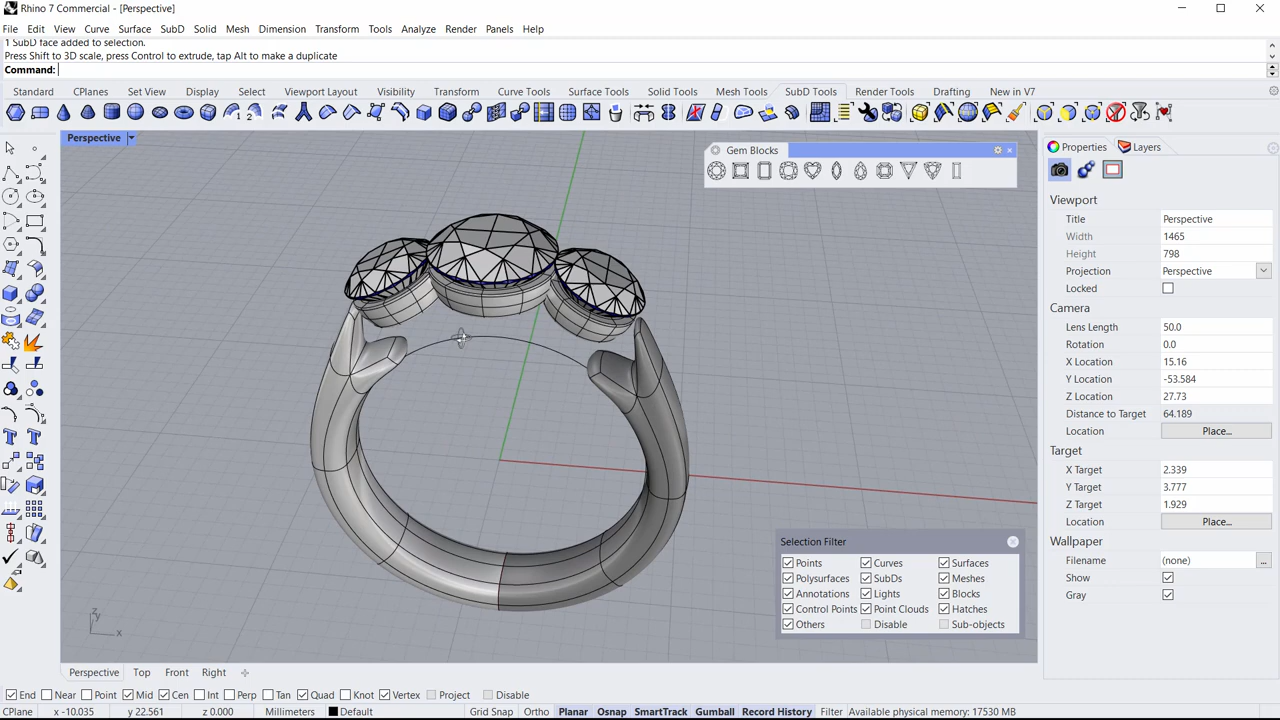 Rhino 7 Commercial - [Perspective]
File Edit View Curve Surface SubD Solid Mesh Dimension Transform Tools Analyze Render Panels Help
1 SubD face added to selection.
Press Shift to 3D scale, press Control to extrude, tap Alt to make a duplicate
Command:
Standard CPlanes Set View Display Select Viewport Layout Visibility Transform Curve Tools Surface Tools Solid Tools Mesh Tools SubD Tools Render Tools Drafting New in V7
Perspective
Gem Blocks
Properties Layers
Viewport
Title Perspective
Width 1465
Height 798
Projection Perspective
Locked
Camera
Lens Length 50.0
Rotation 0.0
X Location 15.16
Y Location -53.584
Z Location 27.73
Distance to Target 64.189
Location Place...
Target
X Target 2.339
Y Target 3.777
Z Target 1.929
Location Place...
Wallpaper
Filename (none) ...
Show
Gray
Selection Filter
Points Curves Surfaces
Polysurfaces SubDs Meshes
Annotations Lights Blocks
Control Points Point Clouds Hatches
Others Disable Sub-objects
z
y
x
Perspective Top Front Right
End Near Point Mid Cen Int Perp Tan Quad Knot Vertex Project Disable
CPlane x -10.035 y 22.561 z 0.000 Millimeters Default Grid Snap Ortho Planar Osnap SmartTrack Gumball Record History Filter Available physical memory: 17530 MB